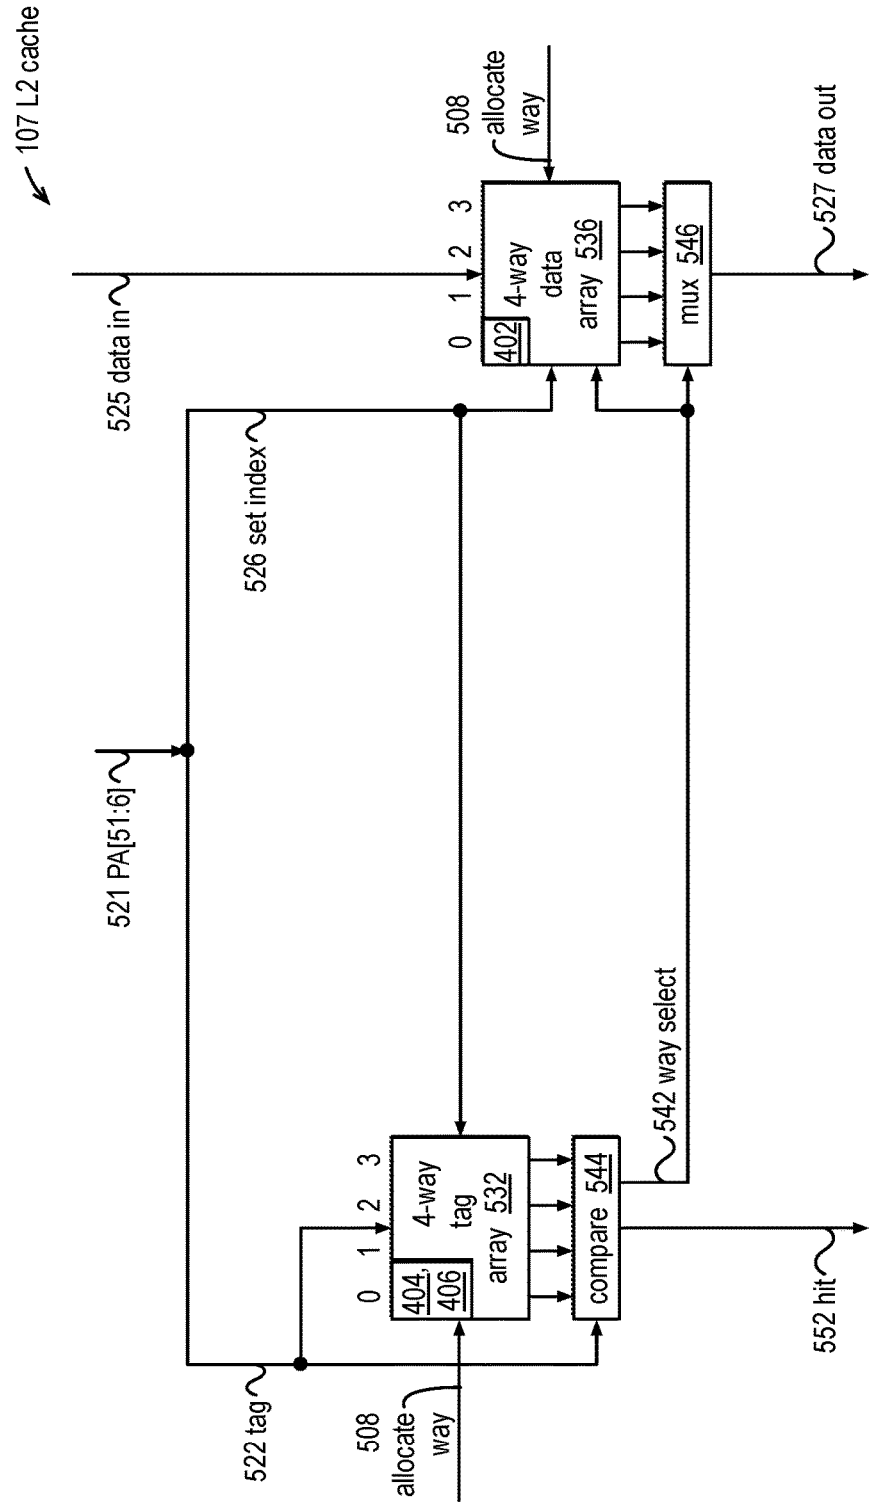 107 L2 cache
521 PA[51:6]
525 data in
522 tag
526 set index
508
allocate
way
0 1 2 3
404,
406
4-way
tag
array 532
compare 544
508
allocate
way
0 1 2 3
402
4-way
data
array 536
mux 546
542 way select
552 hit
527 data out